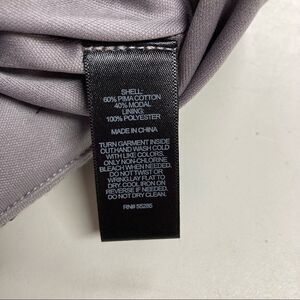 SHELL:
60% PIMA COTTON
40% MODAL
LINING:
100% POLYESTER
MADE IN CHINA
TURN GARMENT INSIDE
OUT.HAND WASH COLD
WITH LIKE COLORS.
ONLY NON-CHLORINE
BLEACH WHEN NEEDED.
DO NOT TWIST OR
WRING.LAY FLAT TO
DRY. COOL IRON ON
REVERSE IF NEEDED.
DO NOT DRY CLEAN.
RN# 55285